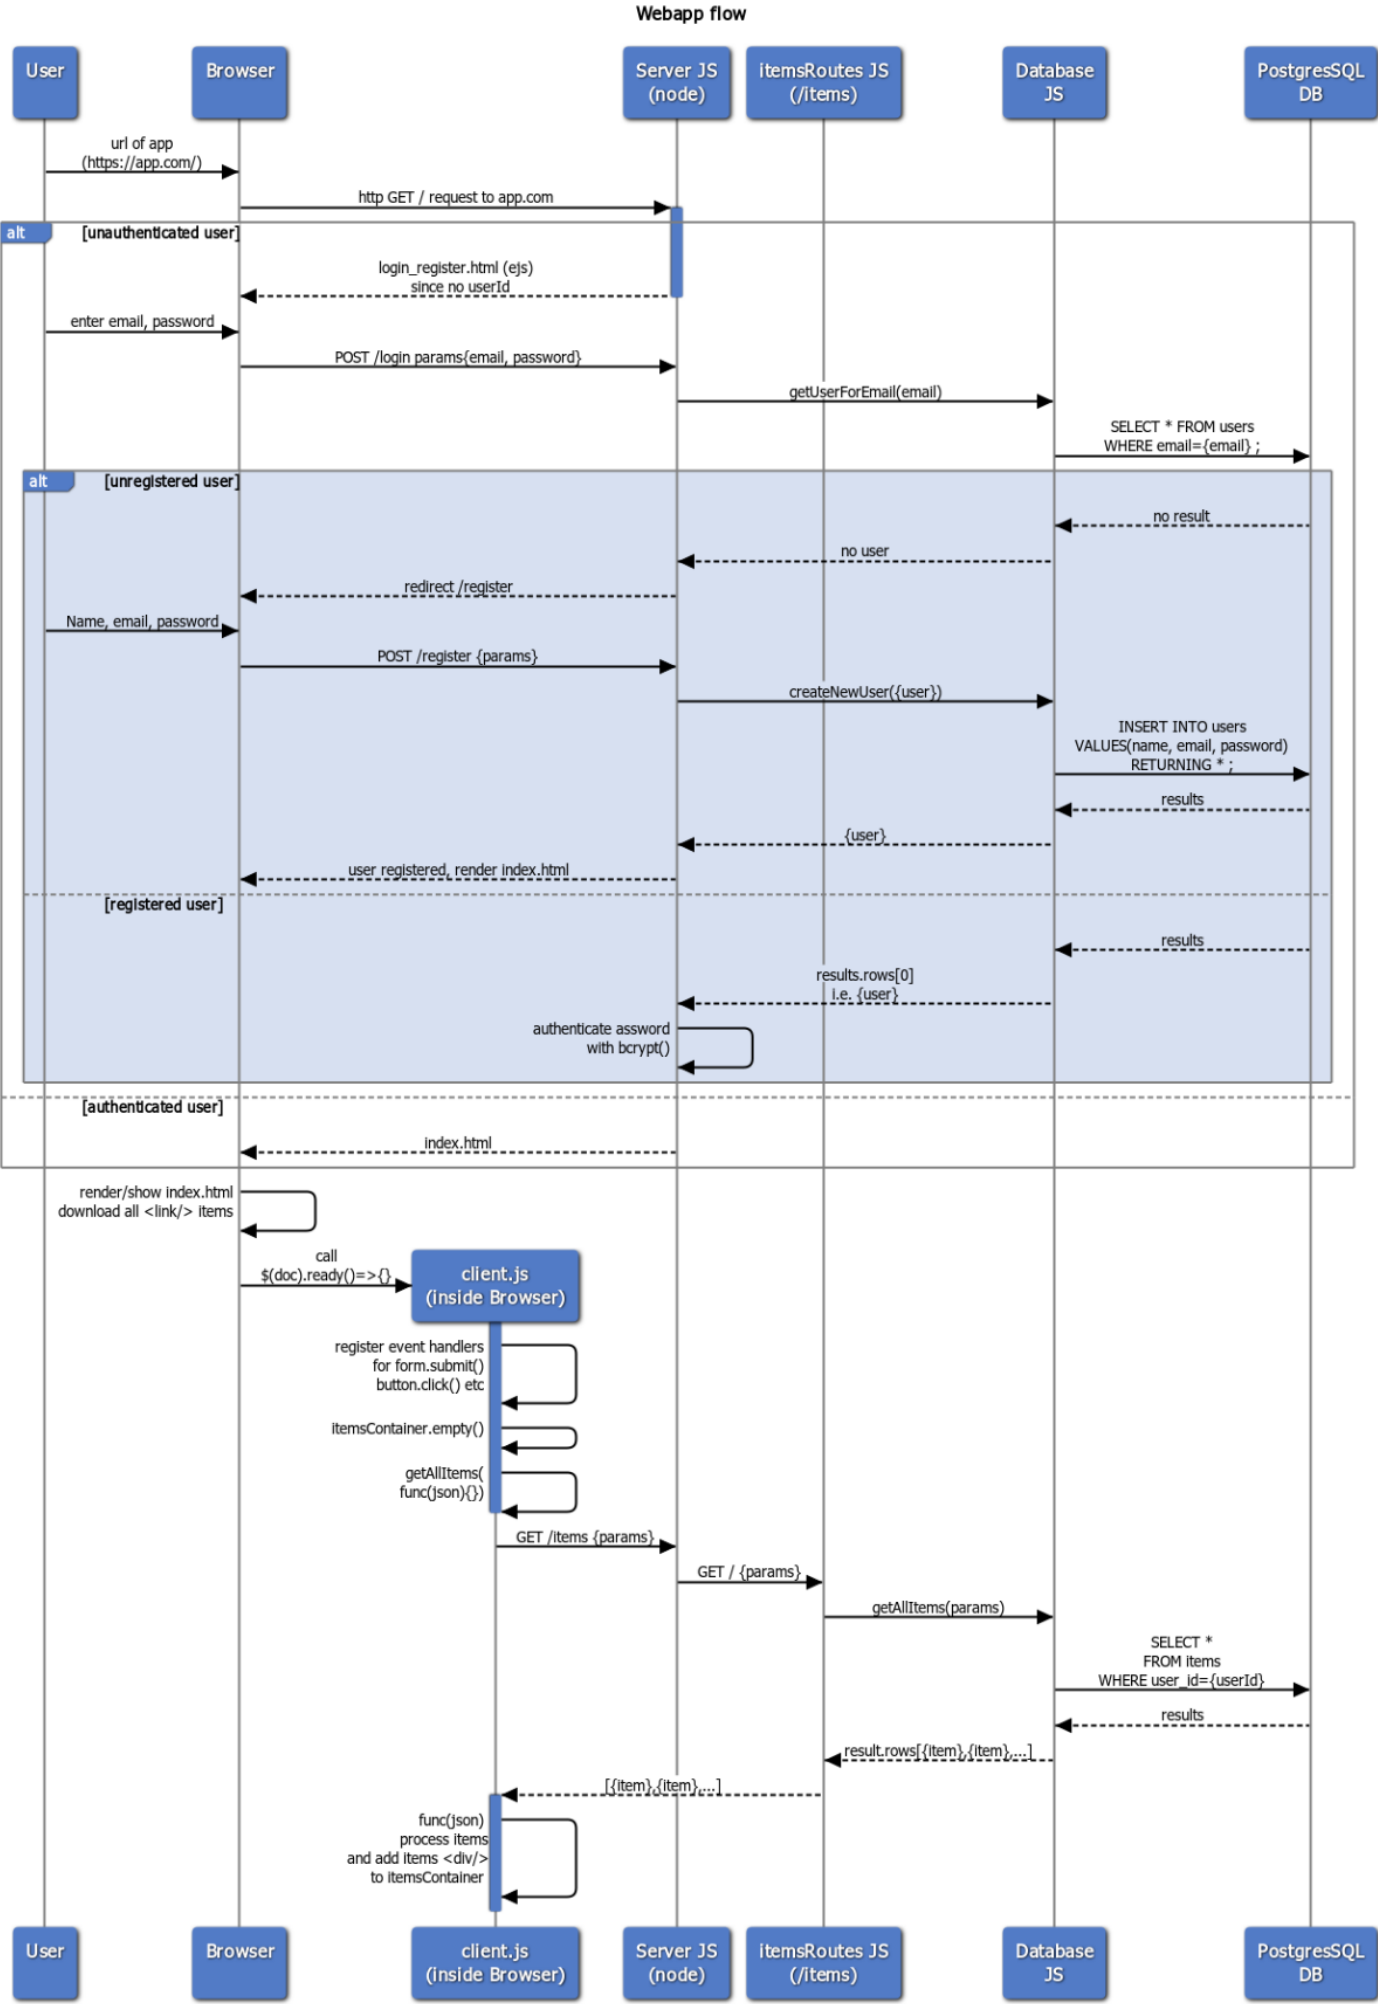 Webapp flow
User
Browser
Server JS
(node)
itemsRoutes JS
(/items)
Database
JS
PostgresSQL
DB
url of app
(https://app.com/)
http GET / request to app.com
alt
[unauthenticated user]
login_register.html (ejs)
since no userId
enter email, password
POST /login params{email, password}
getUserForEmail(email)
SELECT * FROM users
WHERE email={email} ;
alt
[unregistered user]
no result
no user
redirect /register
Name, email, password
POST /register {params}
createNewUser({user})
INSERT INTO users
VALUES(name, email, password)
RETURNING * ;
results
{user}
user registered, render index.html
[registered user]
results
results.rows[0]
i.e. {user}
authenticate assword
with bcrypt()
[authenticated user]
index.html
render/show index.html
download all <link/> items
call
$(doc).ready()=>{}
client.js
(inside Browser)
register event handlers
for form.submit()
button.click() etc
itemsContainer.empty()
getAllItems(
func(json){})
GET /items {params}
GET / {params}
getAllItems(params)
SELECT *
FROM items
WHERE user_id={userId}
results
result.rows[{item},{item},...]
[{item},{item},...]
func(json)
process items
and add items <div/>
to itemsContainer
User
Browser
client.js
(inside Browser)
Server JS
(node)
itemsRoutes JS
(/items)
Database
JS
PostgresSQL
DB